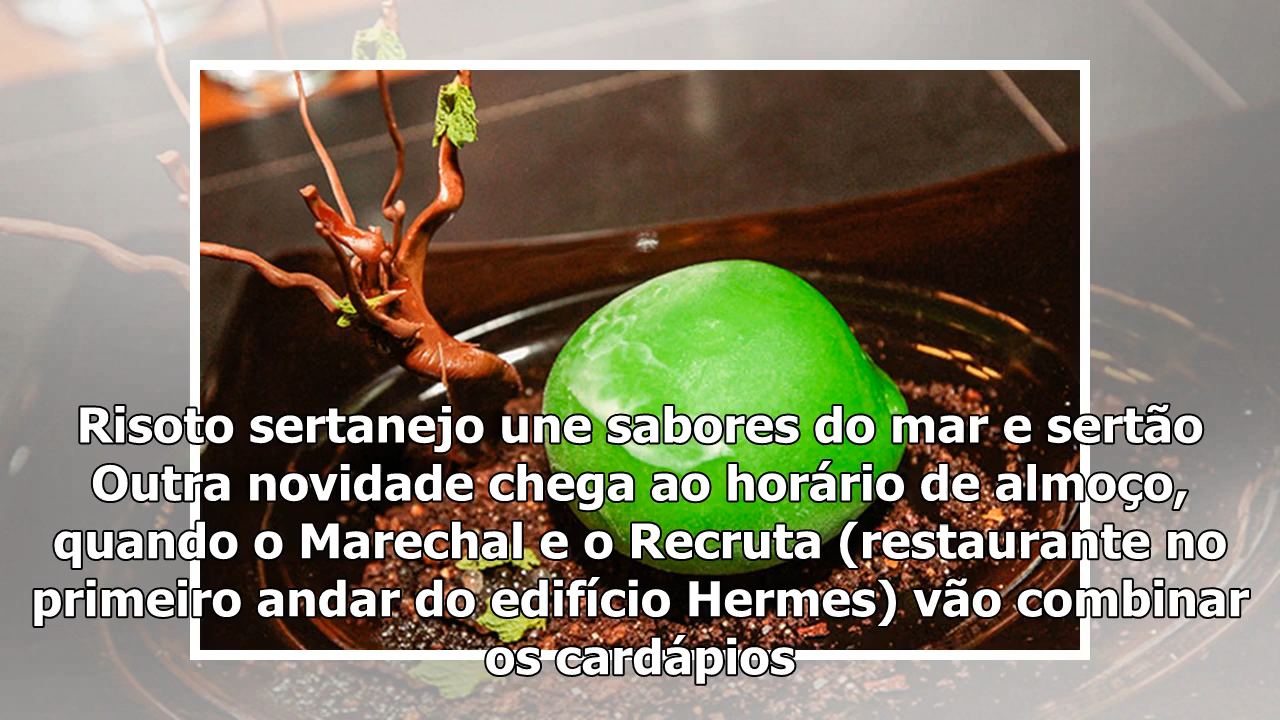 Risoto sertanejo une sabores do mar e sertão
Outra novidade chega ao horário de almoço,
quando o Marechal e o Recruta (restaurante no
primeiro andar do edifício Hermes) vão combinar
os cardápios